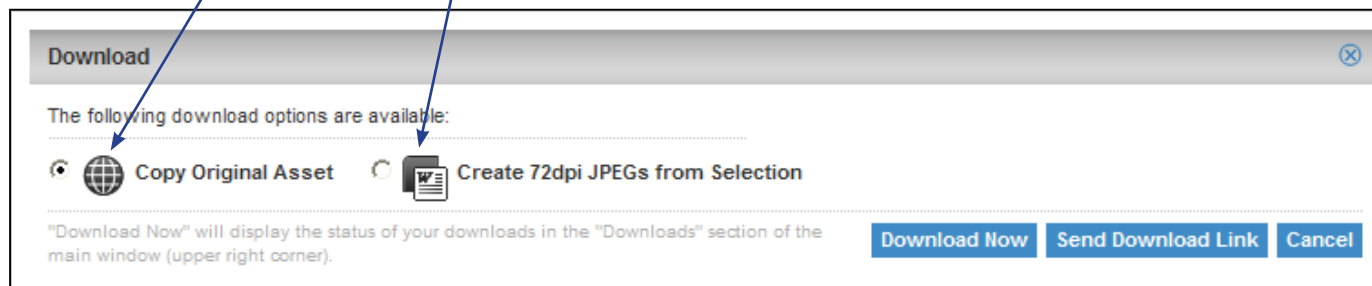 Download
The following download options are available:
Copy Original Asset Create 72dpi JPEGs from Selection
"Download Now" will display the status of your downloads in the "Downloads" section of the
main window (upper right corner).
Download Now Send Download Link Cancel